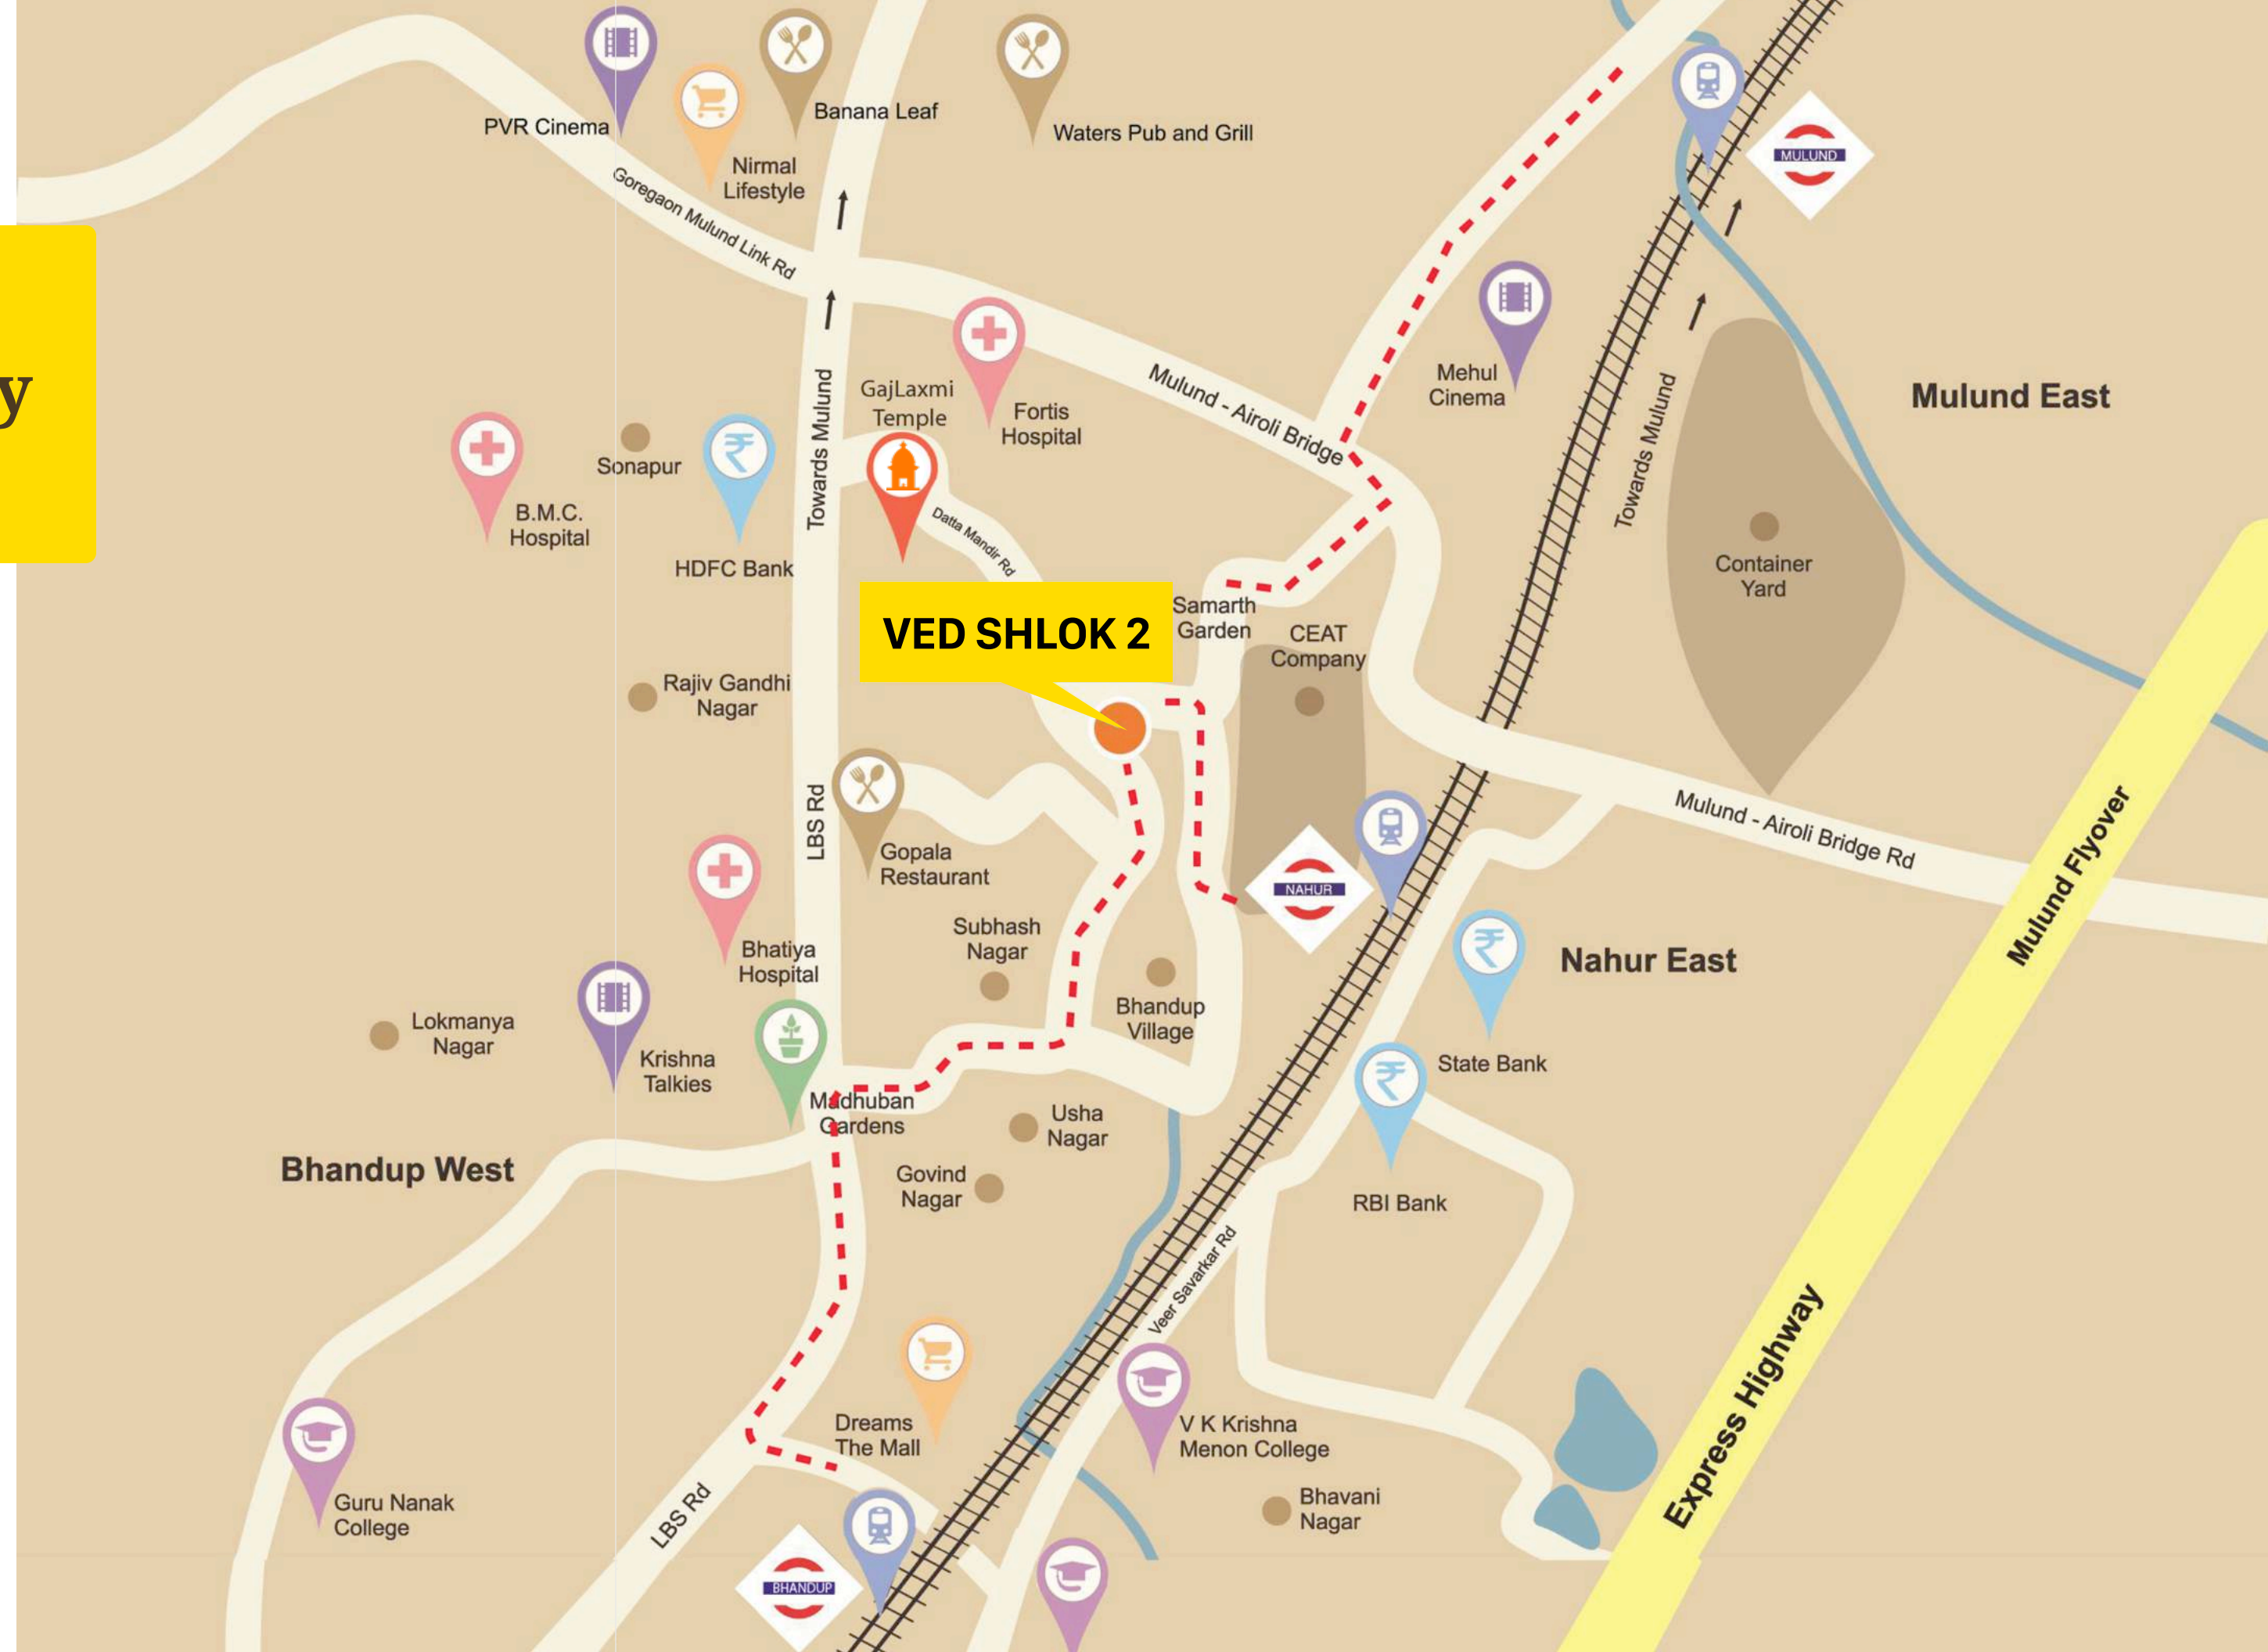 PVR Cinema
Nirmal
Lifestyle
Banana Leaf
Waters Pub and Grill
Goregaon Mulund Link Rd
MULUND
y
Towards Mulund
GajLaxmi
Temple
Fortis
Hospital
Mulund - Airoli Bridge
Mehul
Cinema
Towards Mulund
Mulund East
Sonapur
B.M.C.
Hospital
HDFC Bank
Datta Mandir Rd
Container
Yard
VED SHLOK 2
Samarth
Garden
CEAT
Company
Rajiv Gandhi
Nagar
LBS Rd
Gopala
Restaurant
Mulund - Airoli Bridge Rd
Mulund Flyover
NAHUR
Subhash
Nagar
Bhatiya
Hospital
Nahur East
Lokmanya
Nagar
Krishna
Talkies
Bhandup
Village
State Bank
Madhuban
Gardens
Usha
Nagar
Bhandup West
Govind
Nagar
RBI Bank
Veer Savarkar Rd
Express Highway
Dreams
The Mall
V K Krishna
Menon College
Guru Nanak
College
LBS Rd
Bhavani
Nagar
BHANDUP